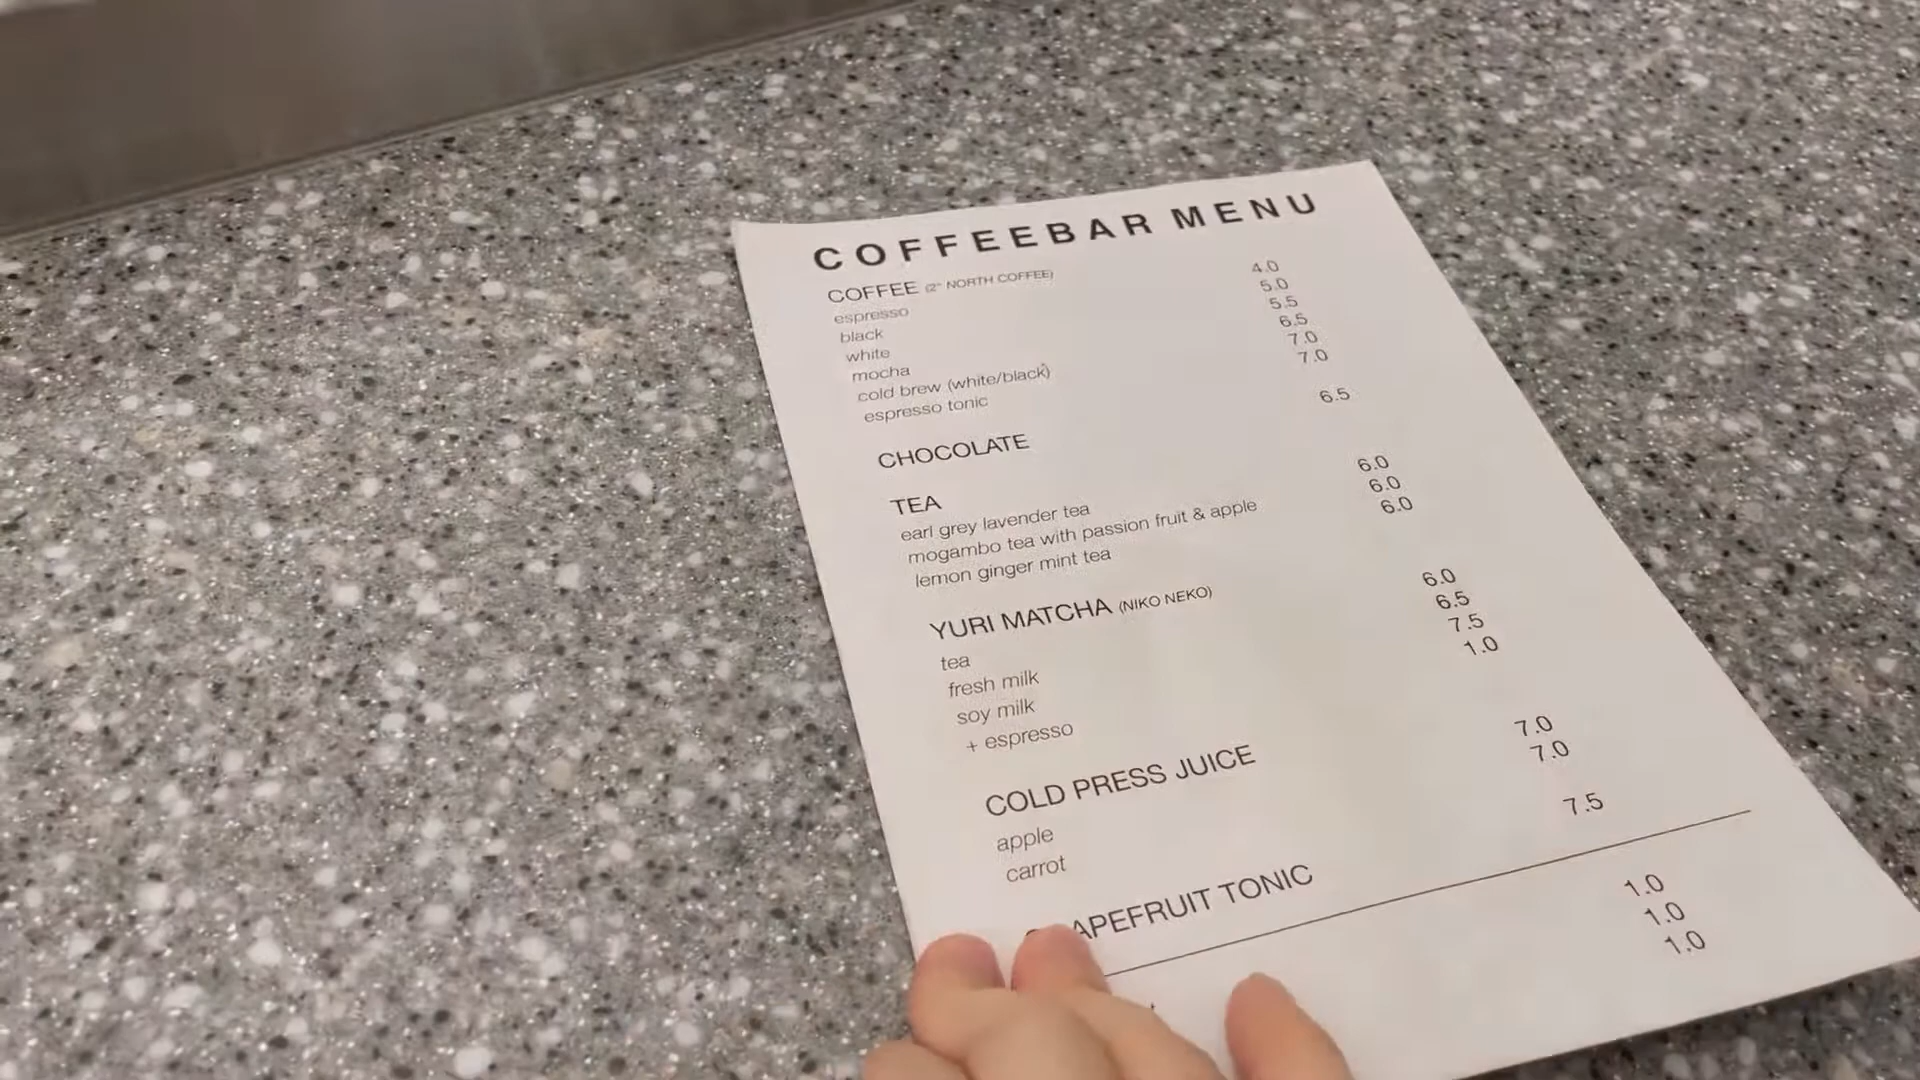 COFFEEBAR MENU
COFFEE (2° NORTH COFFEE)
espresso 4.0
black 5.0
white 5.5
mocha 6.5
cold brew (white/black) 7.0
espresso tonic 7.0
CHOCOLATE 6.5
TEA
earl grey lavender tea 6.0
mogambo tea with passion fruit & apple 6.0
lemon ginger mint tea 6.0
YURI MATCHA (NIKO NEKO)
tea 6.0
fresh milk 6.5
soy milk 7.5
+ espresso 1.0
COLD PRESS JUICE
apple 7.0
carrot 7.0
TONIC 7.5
1.0
1.0
1.0